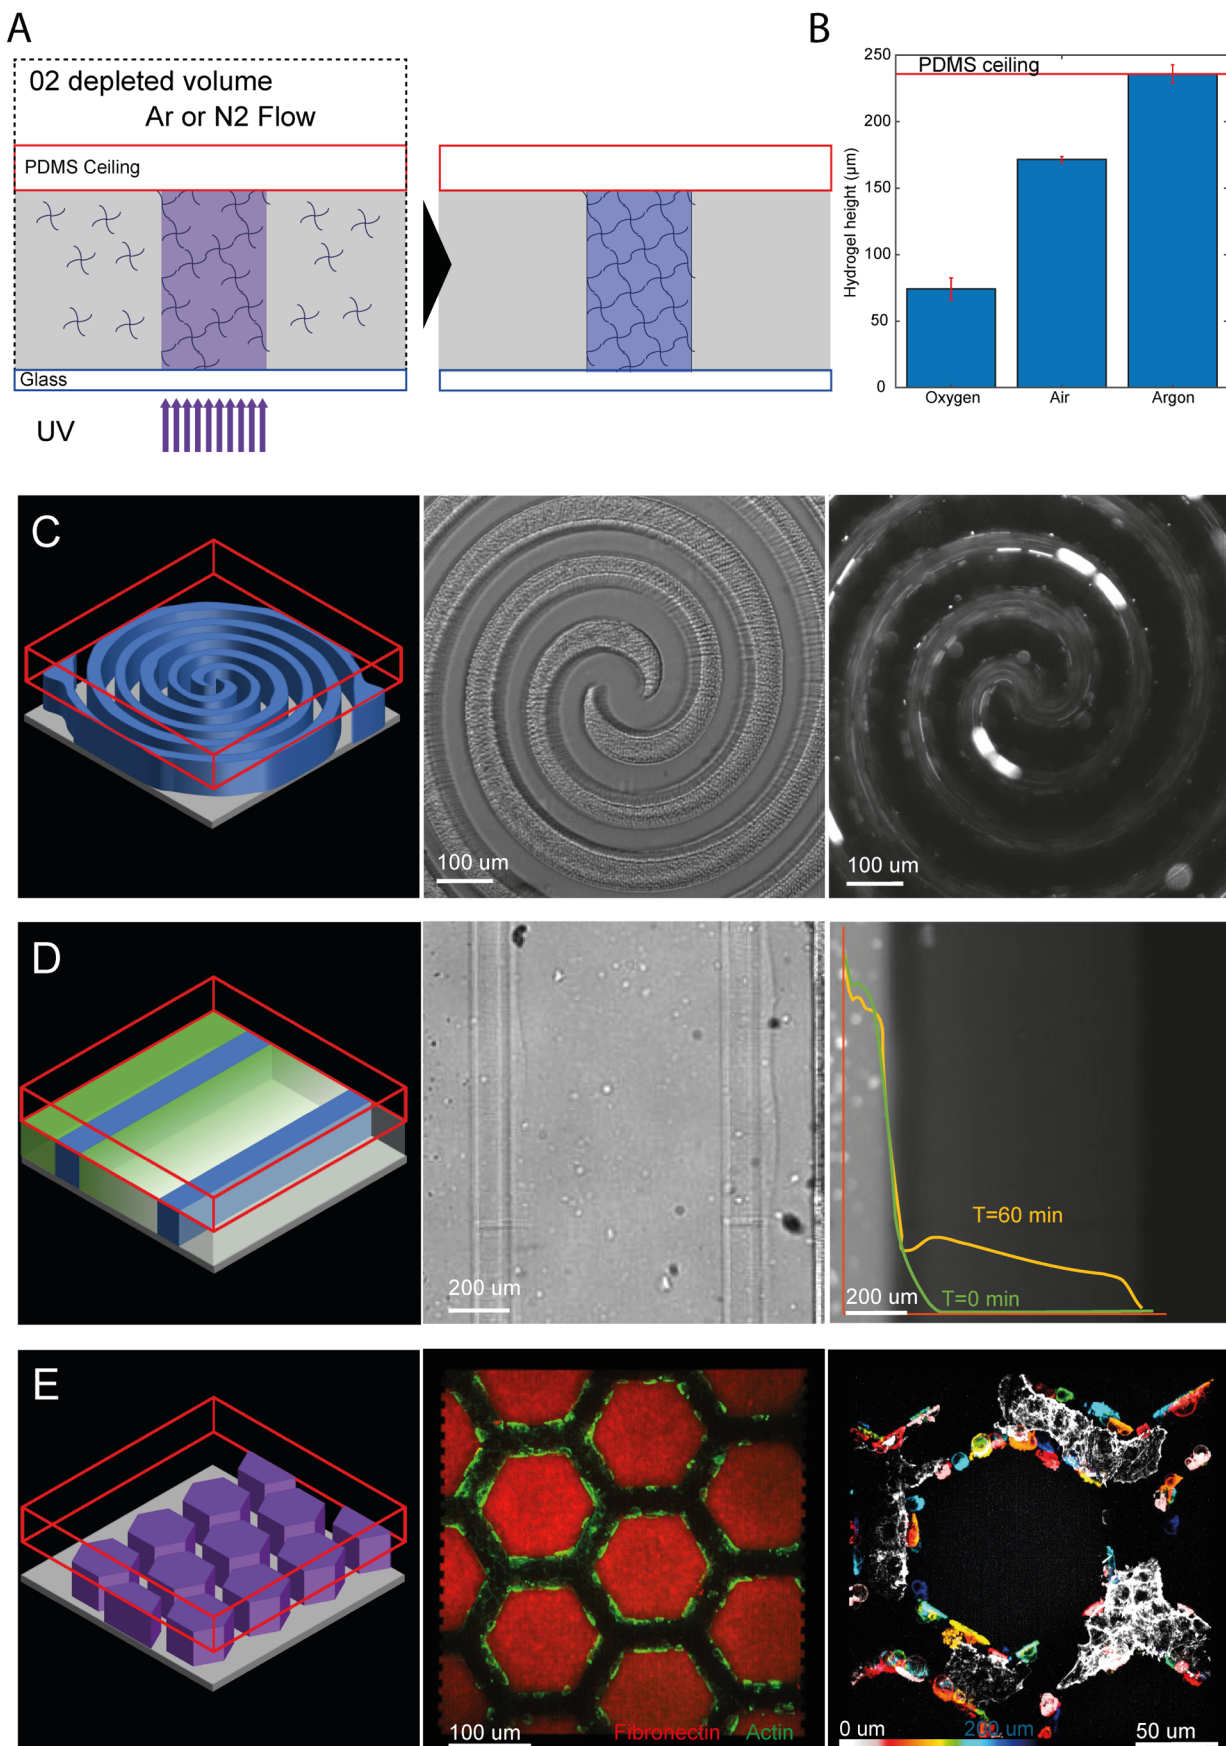 A
02 depleted volume
Ar or N2 Flow
PDMS Ceiling
Glass
UV
B
250
200
150
100
50
0
Hydrogel height (µm)
PDMS ceiling
Oxygen
Air
Argon
C
100 um
100 um
D
200 um
T=60 min
T=0 min
200 um
E
100 um
Fibronectin
Actin
0 um
200 um
50 um